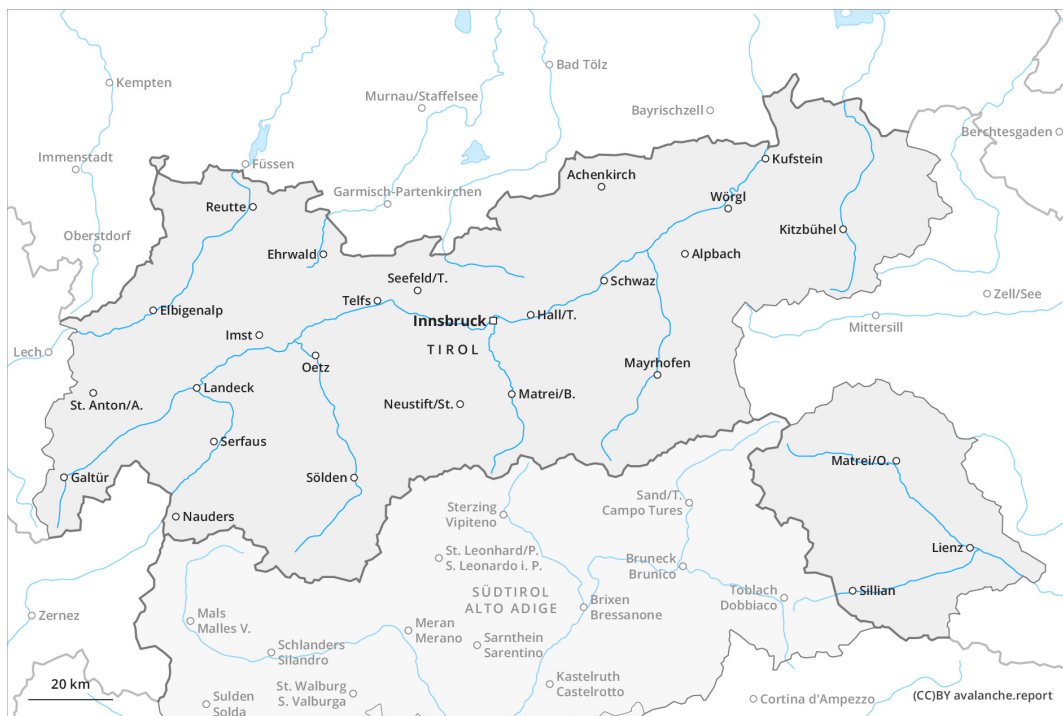 Kempten
Bad Tölz
Murnau/Staffelsee
Bayrischzell
Berchtesgaden
Immenstadt
Füssen
Kufstein
Achenkirch
Garmisch-Partenkirchen
Reutte
Wörgl
Oberstdorf
Kitzbühel
Ehrwald
Alpbach
Seefeld/T.
Schwaz
Zell/See
Telfs
Elbigenalp
Hall/T.
Innsbruck
Mittersill
Imst
TIROL
Lech
Oetz
Mayrhofen
Landeck
St. Anton/A.
Neustift/St.
Matrei/B.
Serfaus
Matrei/O.
Galtür
Sölden
Sand/T.
Campo Tures
Sterzing
Vipiteno
Nauders
Lienz
St. Leonhard/P.
S. Leonardo i. P.
Bruneck
Brunico
SÜDTIROL
ALTO ADIGE
Sillian
Toblach
Dobbiaco
Brixen
Bressanone
Zernez
Mals
Malles V.
Meran
Merano
Sarnthein
Sarentino
Schlanders
Silandro
20 km
St. Walburg
S. Valburga
Kastelruth
Castelrotto
Sulden
Solda
Cortina d'Ampezzo
(CC)BY avalanche.report